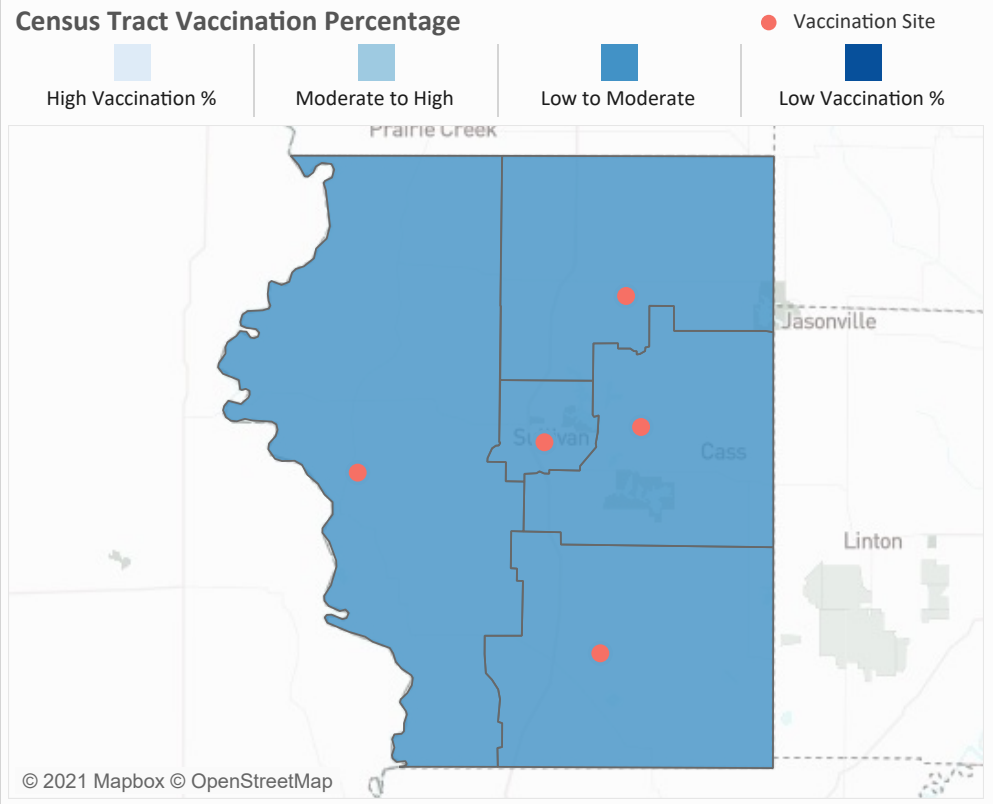 Census Tract Vaccination Percentage
Vaccination Site
High Vaccination %
Moderate to High
Low to Moderate
Low Vaccination %
Prairie Creek
Jasonville
Sullivan
Cass
Linton
© 2021 Mapbox © OpenStreetMap